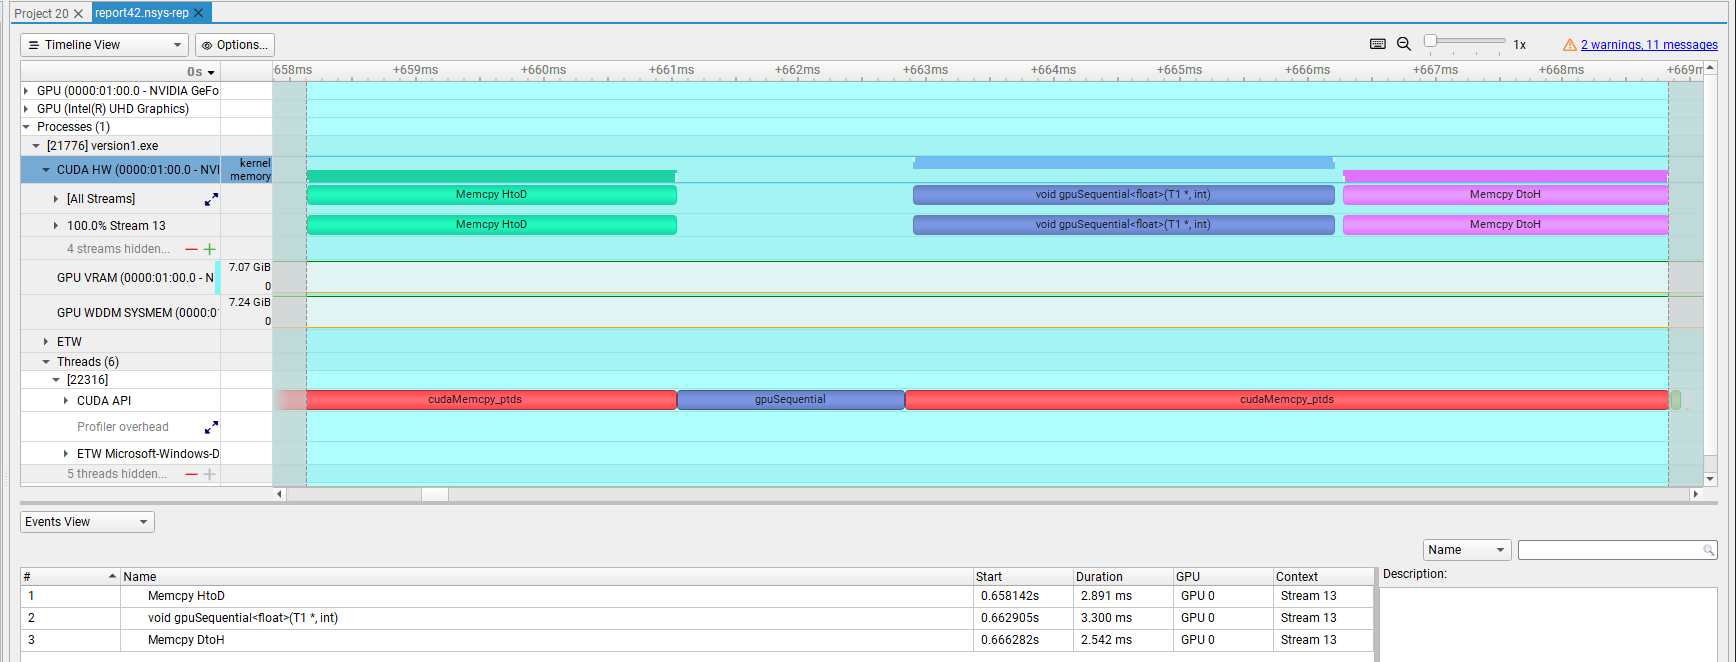 Project 20 report42.nsys-rep
Timeline View Options... 1x 2 warnings, 11 messages
0s 658ms +659ms +660ms +661ms +662ms +663ms +664ms +665ms +666ms +667ms +668ms +669m
GPU (0000:01:00.0 - NVIDIA GeFo
GPU (Intel(R) UHD Graphics)
Processes (1)
[21776] version1.exe
CUDA HW (0000:01:00.0 - NVI kernel
memory
[All Streams] Memcpy HtoD void gpuSequential<float>(T1 *, int) Memcpy DtoH
100.0% Stream 13 Memcpy HtoD void gpuSequential<float>(T1 *, int) Memcpy DtoH
4 streams hidden...
GPU VRAM (0000:01:00.0 - N 7.07 GiB
0
GPU WDDM SYSMEM (0000:0 7.24 GiB
0
ETW
Threads (6)
[22316]
CUDA API cudaMemcpy_ptds gpuSequential cudaMemcpy_ptds
Profiler overhead
ETW Microsoft-Windows-D
5 threads hidden...
Events View
Name
# Name Start Duration GPU Context Description:
1 Memcpy HtoD 0.658142s 2.891 ms GPU 0 Stream 13
2 void gpuSequential<float>(T1 *, int) 0.662905s 3.300 ms GPU 0 Stream 13
3 Memcpy DtoH 0.666282s 2.542 ms GPU 0 Stream 13